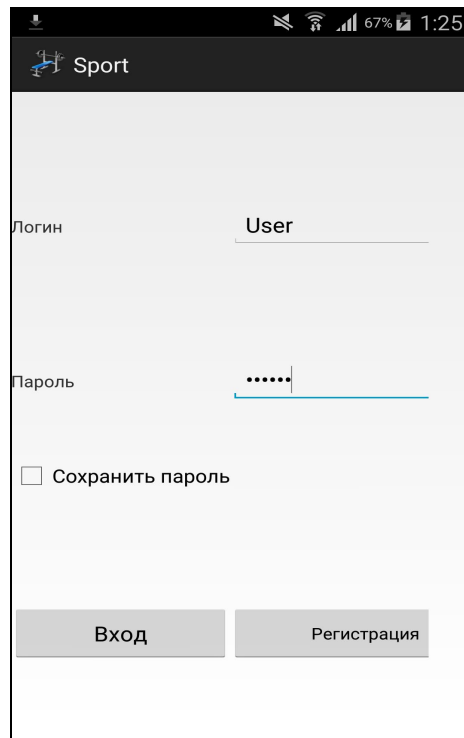 67% 1:25
Sport
Логин User
Пароль ••••••
Сохранить пароль
Вход Регистрация